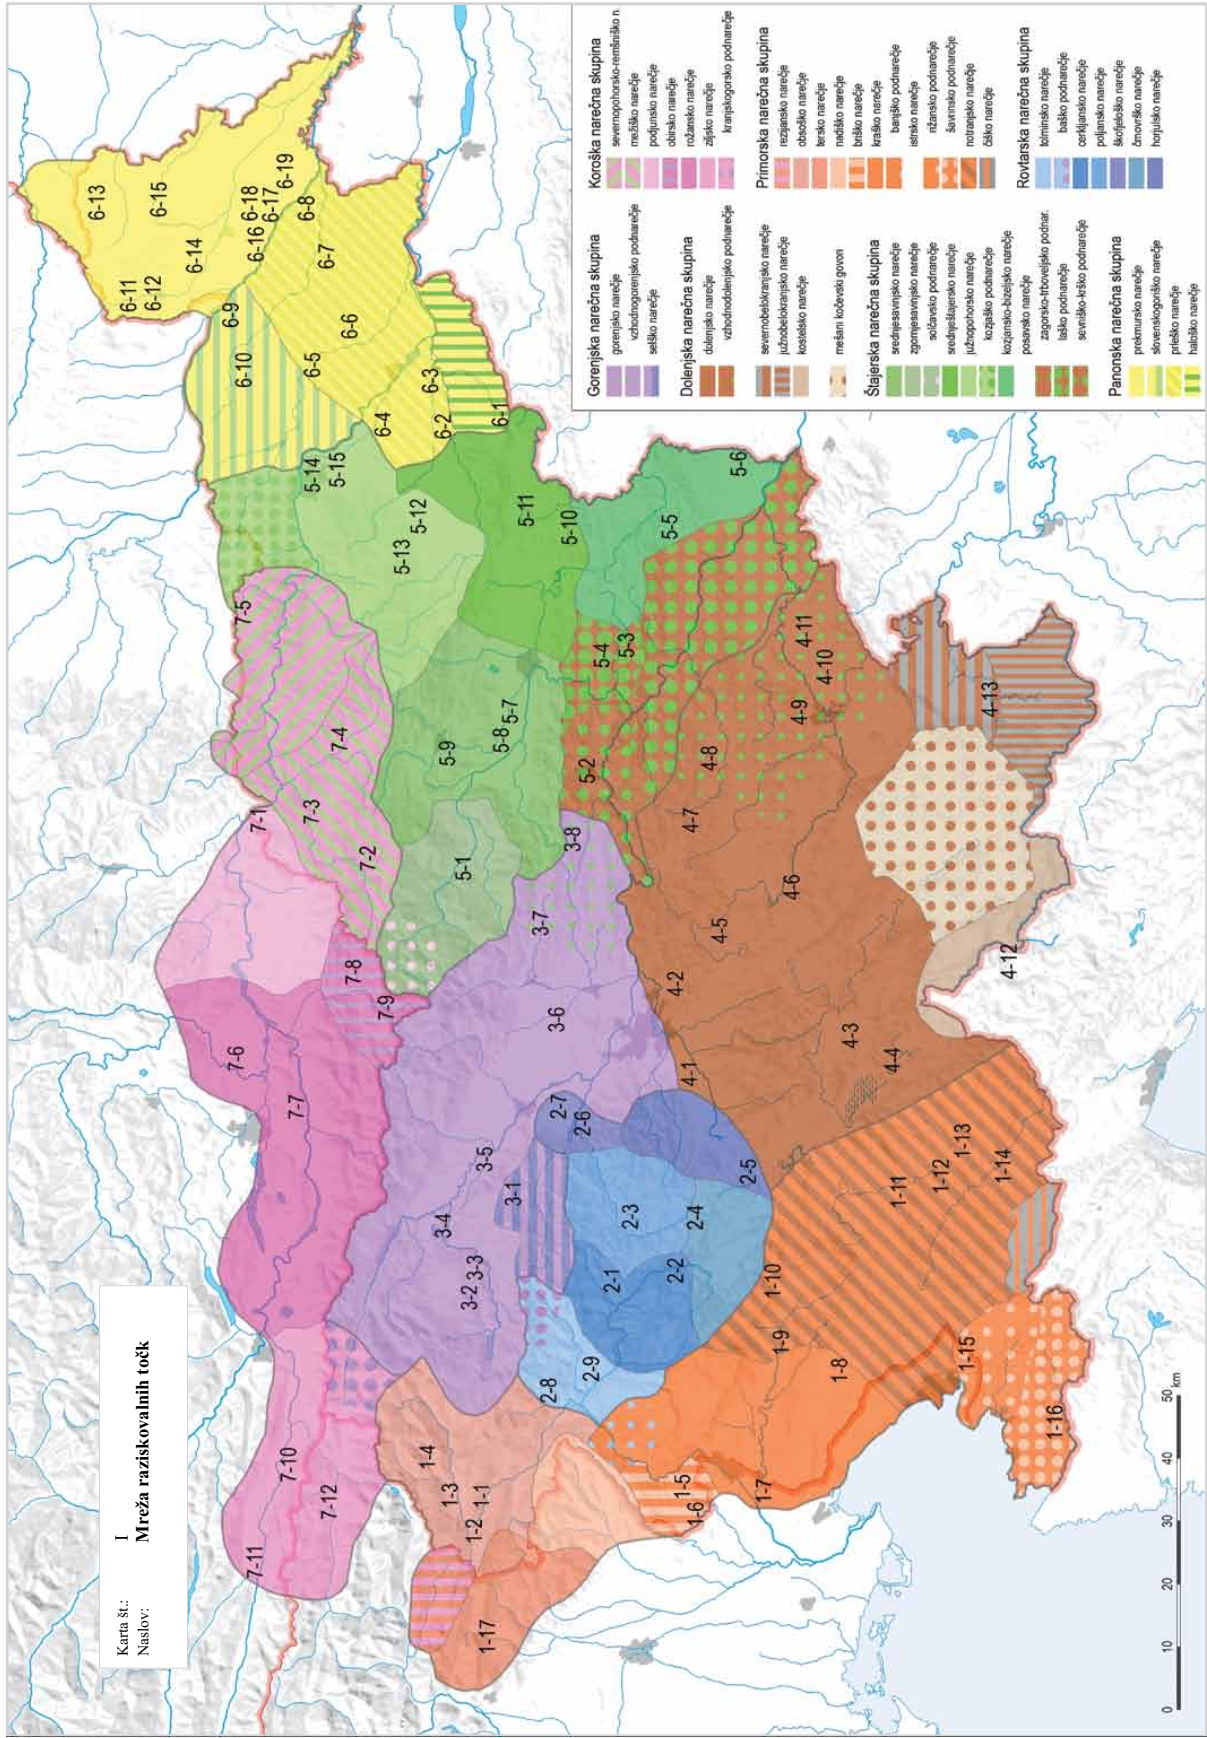 Karta št.: I
Naslov: Mreža raziskovalnih točk
7-11
7-10
7-12
7-7
7-6
7-9
7-8
7-1
7-2
7-3
7-4
7-5
6-11
6-12
6-13
6-14
6-15
6-16
6-17
6-18
6-8
6-19
6-9
6-10
6-7
6-6
6-5
6-4
6-3
6-2
6-1
5-14
5-15
5-13
5-12
5-11
5-10
5-9
5-8
5-7
5-1
5-2
5-4
5-3
5-5
5-6
3-2
3-3
3-4
3-5
3-1
3-6
3-7
3-8
2-7
2-6
2-3
2-5
2-4
2-1
2-2
2-8
2-9
4-1
4-2
4-3
4-4
4-5
4-6
4-7
4-8
4-9
4-10
4-11
4-12
4-13
1-17
1-2
1-1
1-3
1-4
1-6
1-5
1-7
1-8
1-9
1-10
1-11
1-12
1-13
1-14
1-15
1-16
0 10 20 30 40 50 km
Gorenjska narečna skupina
gorenjsko narečje
vzhodnogorenjsko podnarečje
selško narečje
Dolenjska narečna skupina
dolenjsko narečje
vzhodnodolenjsko podnarečje
severnobelokranjsko narečje
južnobelokranjsko narečje
kostelsko narečje
mešani kočevski govori
Štajerska narečna skupina
srednjesavinjsko narečje
zgornjesavinjsko narečje
solčavsko podnarečje
srednještajersko narečje
južnopohorsko narečje
kozjaško podnarečje
kozjansko-bizeljsko narečje
posavsko narečje
zagorsko-trboveljsko podnar.
laško podnarečje
sevniško-krško podnarečje
Panonska skupina
prekmursko narečje
slovenskogoriško narečje
prleško narečje
haloško narečje
Koroška narečna skupina
severnopohorsko-remšniško n.
mežiško narečje
podjunsko narečje
obirsko narečje
rožansko narečje
ziljsko narečje
kranjskogorsko podnarečje
Primorska narečna skupina
rezijansko narečje
obsoško narečje
tersko narečje
nadiško narečje
briško narečje
kraško narečje
banjško podnarečje
istrsko narečje
rižansko podnarečje
šavrinsko podnarečje
notranjsko narečje
čiško narečje
Rovtarska narečna skupina
tolminsko narečje
baško podnarečje
cerkljansko narečje
poljansko narečje
škofjeloško narečje
črnovrško narečje
horjulsko narečje